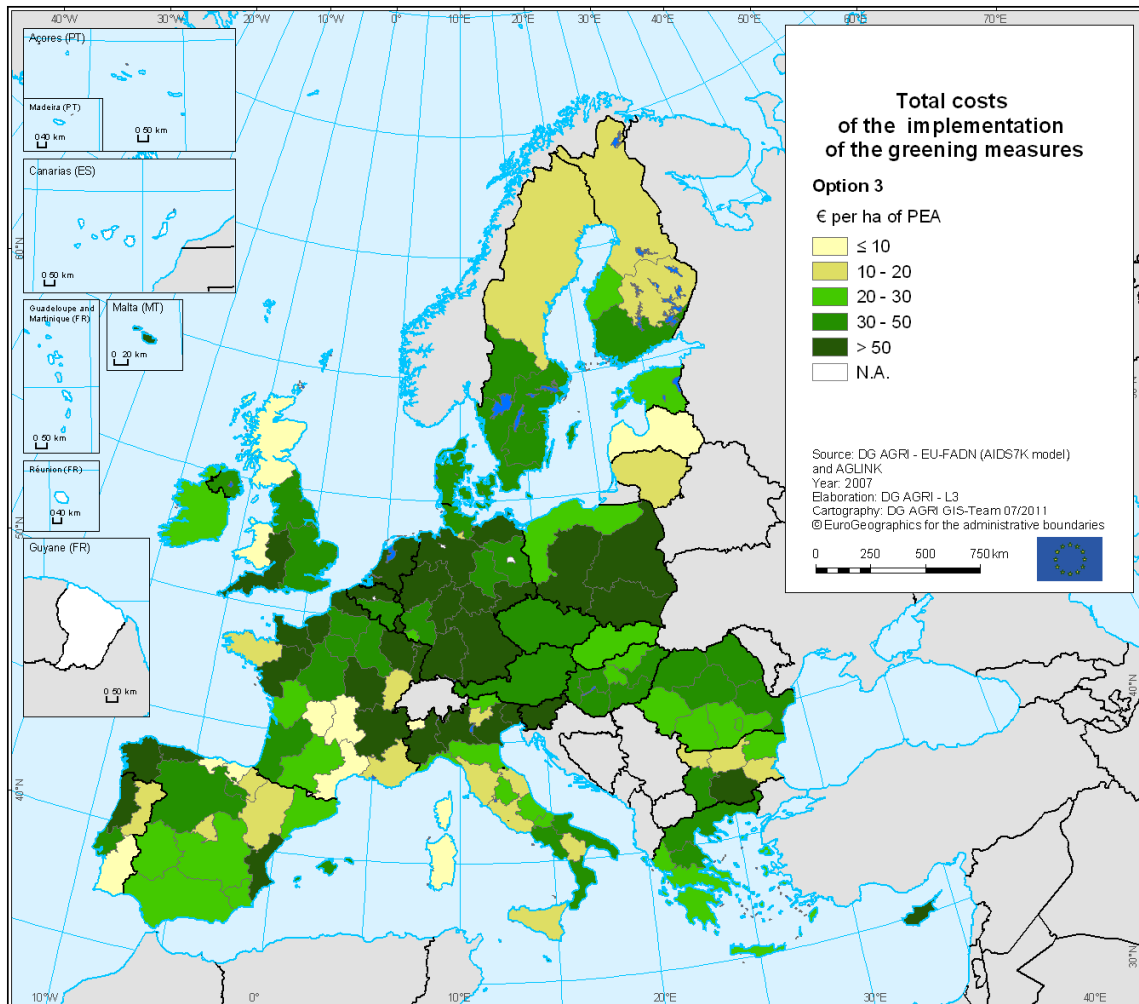 40°W
30°W
20°W
10°W
0°
10°E
20°E
30°E
40°E
50°E
60°E
70°E
Açores (PT)
Madeira (PT)
0 40 km
0 50 km
Canarias (ES)
0 50 km
Guadeloupe and
Martinique (FR)
0 50 km
Malta (MT)
0 20 km
Réunion (FR)
0 40 km
Guyane (FR)
0 50 km
Total costs
of the implementation
of the greening measures
Option 3
€ per ha of PEA
≤ 10
10 - 20
20 - 30
30 - 50
> 50
N.A.
Source: DG AGRI - EU-FADN (AIDS7K model)
and AGLINK
Year: 2007
Elaboration: DG AGRI - L3
Cartography: DG AGRI GIS-Team 07/2011
© EuroGeographics for the administrative boundaries
0 250 500 750 km
60°N
50°N
40°N
40°N
30°N
10°W
0°
10°E
20°E
30°E
40°E